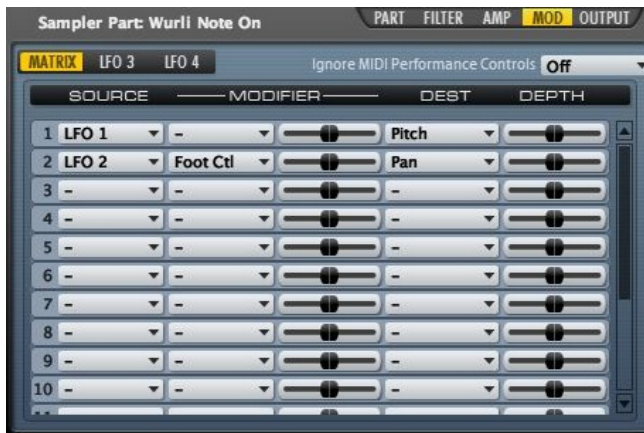 Sampler Part: Wurli Note On PART FILTER AMP MOD OUTPUT
MATRIX LFO 3 LFO 4 Ignore MIDI Performance Controls Off
SOURCE MODIFIER DEST DEPTH
1 LFO 1 - Pitch
2 LFO 2 Foot Ctl Pan
3 - - -
4 - - -
5 - - -
6 - - -
7 - - -
8 - - -
9 - - -
10 - - -